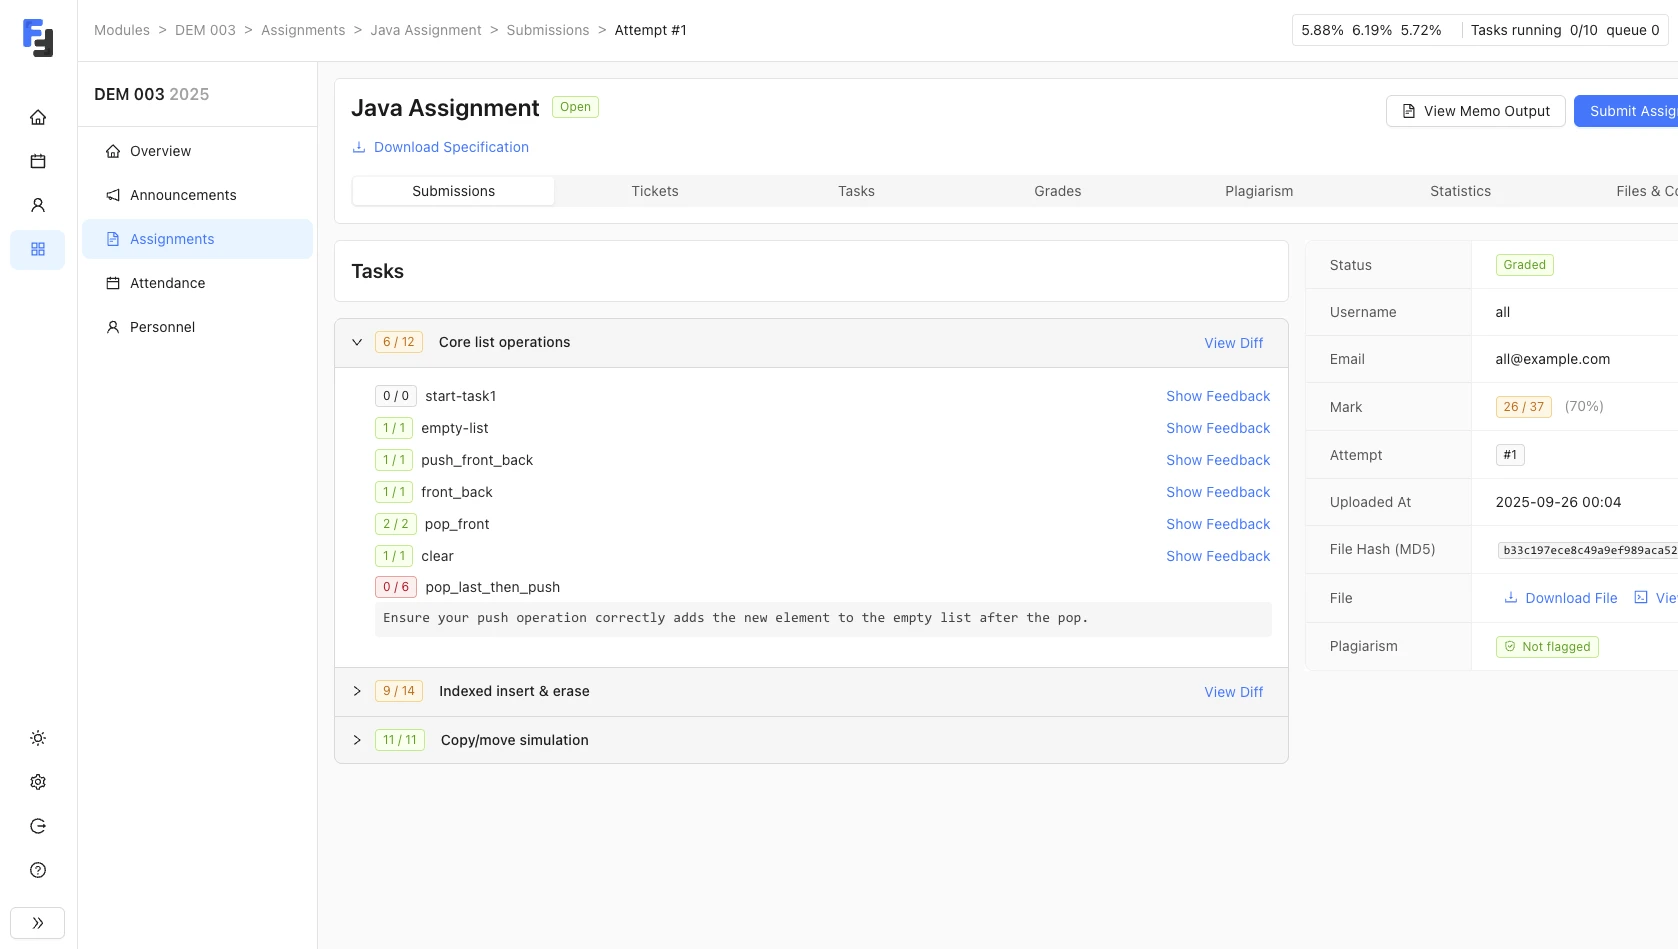 Modules > DEM 003 > Assignments > Java Assignment > Submissions > Attempt #1
5.88% 6.19% 5.72% Tasks running 0/10 queue 0
DEM 003 2025
Overview
Announcements
Assignments
Attendance
Personnel
Java Assignment Open
View Memo Output
Submit Assig
Download Specification
Submissions Tickets Tasks Grades Plagiarism Statistics Files & Co
Tasks
6 / 12 Core list operations View Diff
0 / 0 start-task1 Show Feedback
1 / 1 empty-list Show Feedback
1 / 1 push_front_back Show Feedback
1 / 1 front_back Show Feedback
2 / 2 pop_front Show Feedback
1 / 1 clear Show Feedback
0 / 6 pop_last_then_push
Ensure your push operation correctly adds the new element to the empty list after the pop.
9 / 14 Indexed insert & erase View Diff
11 / 11 Copy/move simulation
Status Graded
Username all
Email all@example.com
Mark 26 / 37 (70%)
Attempt #1
Uploaded At 2025-09-26 00:04
File Hash (MD5) b33c197ece8c49a9ef989aca52
File Download File Vie
Plagiarism Not flagged